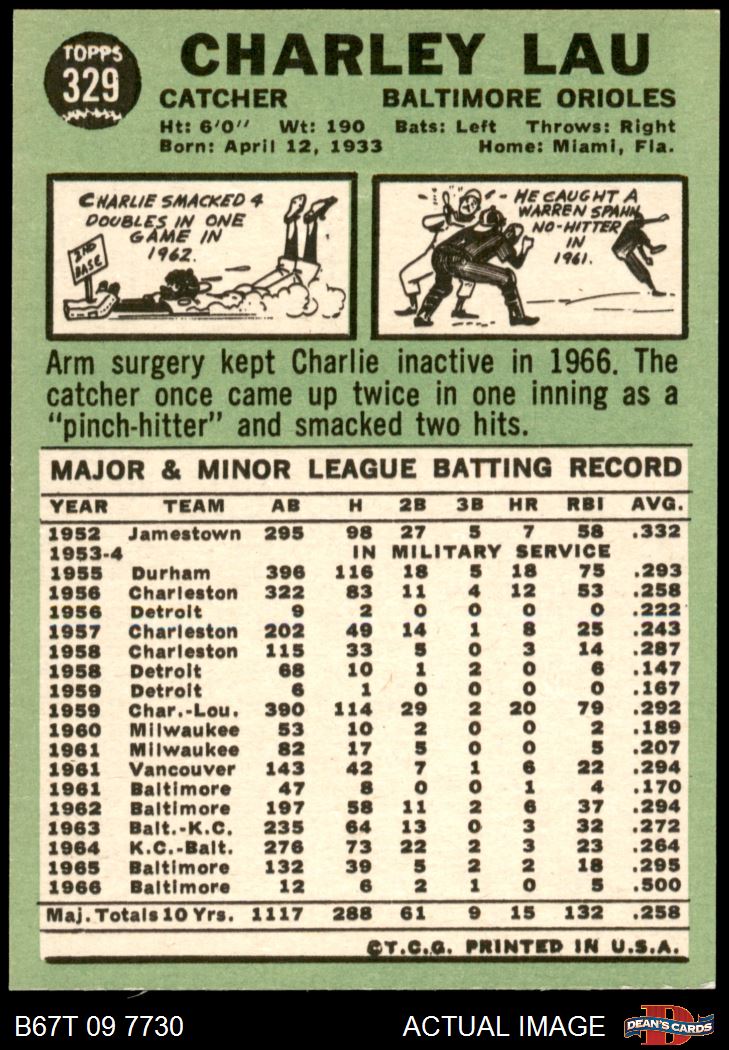 TOPPS
329
CHARLEY LAU
CATCHER BALTIMORE ORIOLES
Ht: 6'0" Wt: 190 Bats: Left Throws: Right
Born: April 12, 1933 Home: Miami, Fla.
CHARLIE SMACKED 4
DOUBLES IN ONE
GAME IN
1962.
2ND
BASE
HE CAUGHT A
WARREN SPAHN
NO-HITTER
IN
1961.
Arm surgery kept Charlie inactive in 1966. The
catcher once came up twice in one inning as a
"pinch-hitter" and smacked two hits.
MAJOR & MINOR LEAGUE BATTING RECORD
YEAR TEAM AB H 2B 3B HR RBI AVG.
1952 Jamestown 295 98 27 5 7 58 .332
1953-4 IN MILITARY SERVICE
1955 Durham 396 116 18 5 18 75 .293
1956 Charleston 322 83 11 4 12 53 .258
1956 Detroit 9 2 0 0 0 0 .222
1957 Charleston 202 49 14 1 8 25 .243
1958 Charleston 115 33 5 0 3 14 .287
1958 Detroit 68 10 1 2 0 6 .147
1959 Detroit 6 1 0 0 0 0 .167
1959 Char.-Lou. 390 114 29 2 20 79 .292
1960 Milwaukee 53 10 2 0 0 2 .189
1961 Milwaukee 82 17 5 0 0 5 .207
1961 Vancouver 143 42 7 1 6 22 .294
1961 Baltimore 47 8 0 0 1 4 .170
1962 Baltimore 197 58 11 2 6 37 .294
1963 Balt.-K.C. 235 64 13 0 3 32 .272
1964 K.C.-Balt. 276 73 22 2 3 23 .264
1965 Baltimore 132 39 5 2 2 18 .295
1966 Baltimore 12 6 2 1 0 5 .500
Maj. Totals 10 Yrs. 1117 288 61 9 15 132 .258
©T.C.G. PRINTED IN U.S.A.
B67T 09 7730 ACTUAL IMAGE
D
DEAN'S CARDS